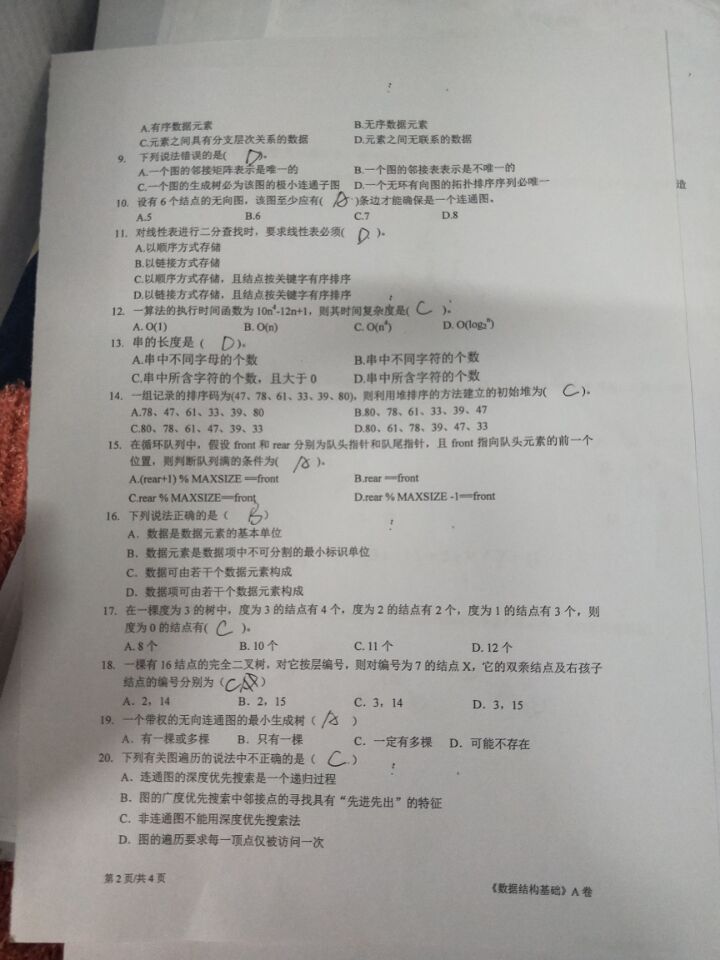 A.有序数据元素 B.无序数据元素
C.元素之间具有分支层次关系的数据 D.元素之间无联系的数据
9. 下列说法错误的是( D )。
A.一个图的邻接矩阵表示是唯一的 B.一个图的邻接表表示是不唯一的
C.一个图的生成树必为该图的极小连通子图 D.一个无环有向图的拓扑排序序列必唯一
10. 设有 6 个结点的无向图，该图至少应有( A )条边才能确保是一个连通图。
A.5 B.6 C.7 D.8
11. 对线性表进行二分查找时，要求线性表必须( D )。
A.以顺序方式存储
B.以链接方式存储
C.以顺序方式存储，且结点按关键字有序排序
D.以链接方式存储，且结点按关键字有序排序
12. 一算法的执行时间函数为 10n⁴-12n+1，则其时间复杂度是( C )。
A. O(1) B. O(n) C. O(n⁴) D. O(log₂ⁿ)
13. 串的长度是 ( D )。
A.串中不同字母的个数 B.串中不同字符的个数
C.串中所含字符的个数，且大于 0 D.串中所含字符的个数
14. 一组记录的排序码为(47、78、61、33、39、80)，则利用堆排序的方法建立的初始堆为( C )。
A.78、47、61、33、39、80 B.80、78、61、33、39、47
C.80、78、61、47、39、33 D.80、61、78、39、47、33
15. 在循环队列中，假设 front 和 rear 分别为队头指针和队尾指针，且 front 指向队头元素的前一个
位置，则判断队列满的条件为( A )。
A.(rear+1) % MAXSIZE ==front B.rear ==front
C.rear % MAXSIZE==front D.rear % MAXSIZE -1==front
16. 下列说法正确的是（ B ）
A．数据是数据元素的基本单位
B．数据元素是数据项中不可分割的最小标识单位
C．数据可由若干个数据元素构成
D．数据项可由若干个数据元素构成
17. 在一棵度为 3 的树中，度为 3 的结点有 4 个，度为 2 的结点有 2 个，度为 1 的结点有 3 个，则
度为 0 的结点有( C )。
A. 8 个 B. 10 个 C. 11 个 D. 12 个
18. 一棵有 16 结点的完全二叉树，对它按层编号，则对编号为 7 的结点 X，它的双亲结点及右孩子
结点的编号分别为（ C ）
A．2，14 B．2，15 C．3，14 D．3，15
19. 一个带权的无向连通图的最小生成树（ A ）
A．有一棵或多棵 B．只有一棵 C．一定有多棵 D．可能不存在
20. 下列有关图遍历的说法中不正确的是（ C ）
A．连通图的深度优先搜索是一个递归过程
B．图的广度优先搜索中邻接点的寻找具有“先进先出”的特征
C．非连通图不能用深度优先搜索法
D．图的遍历要求每一顶点仅被访问一次
第 2 页/共 4 页 《数据结构基础》A 卷
造